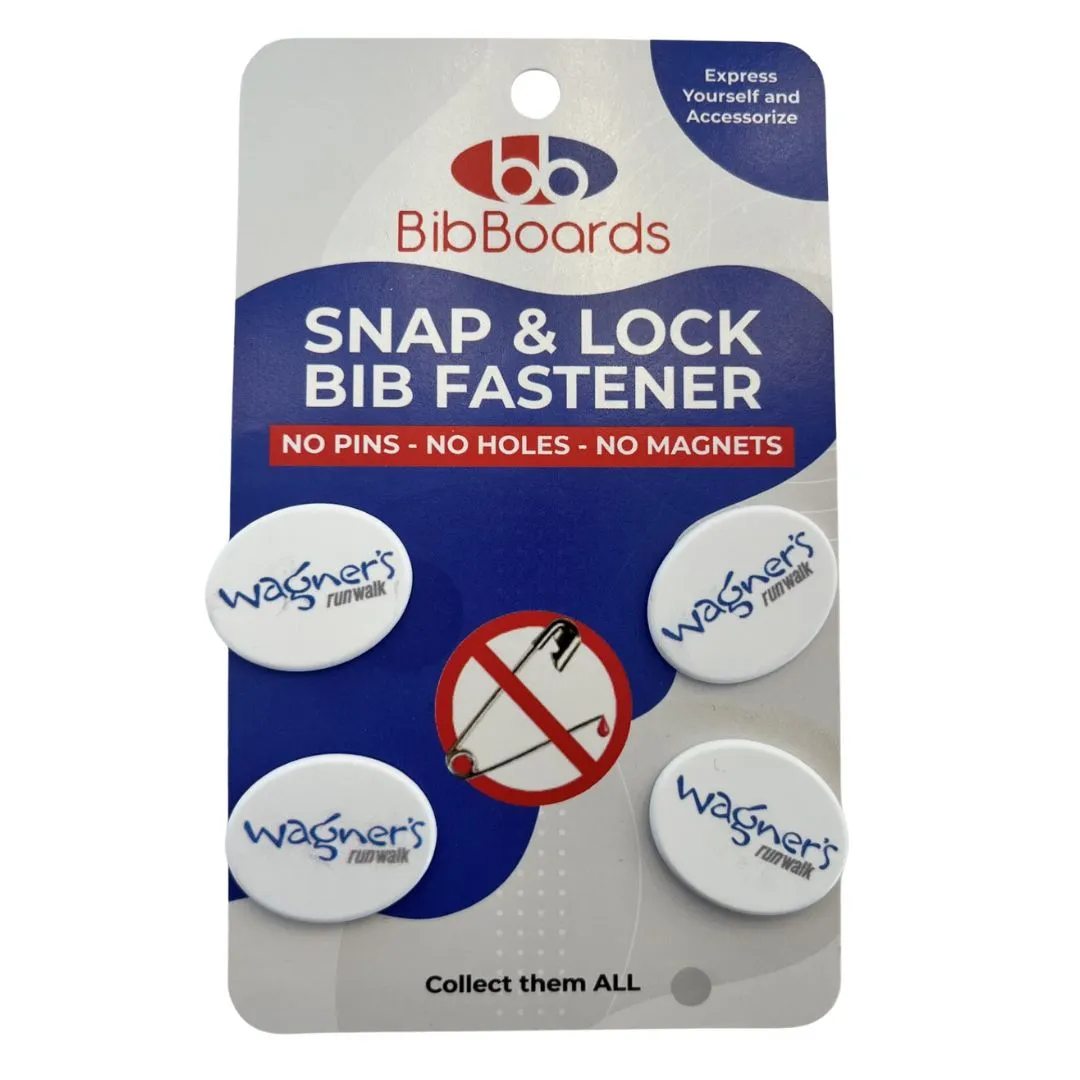 Express
Yourself and
Accessorize
bb
BibBoards
SNAP & LOCK
BIB FASTENER
NO PINS - NO HOLES - NO MAGNETS
wagner's
runwalk
wagner's
runwalk
wagner's
runwalk
wagner's
runwalk
Collect them ALL